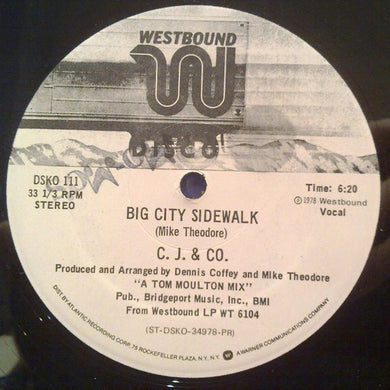 WESTBOUND
W
DISCO
DSKO 111
33 1/3 RPM
STEREO
Time: 6:20
Ⓟ1978 Westbound
Vocal
BIG CITY SIDEWALK
(Mike Theodore)
C. J. & CO.
Produced and Arranged by Dennis Coffey and Mike Theodore
"A TOM MOULTON MIX"
Pub., Bridgeport Music, Inc., BMI
From Westbound LP WT 6104
(ST-DSKO-34978-PR)
DIST. BY ATLANTIC RECORDING CORP. 75 ROCKEFELLER PLAZA, N.Y., N.Y. A WARNER COMMUNICATIONS COMPANY